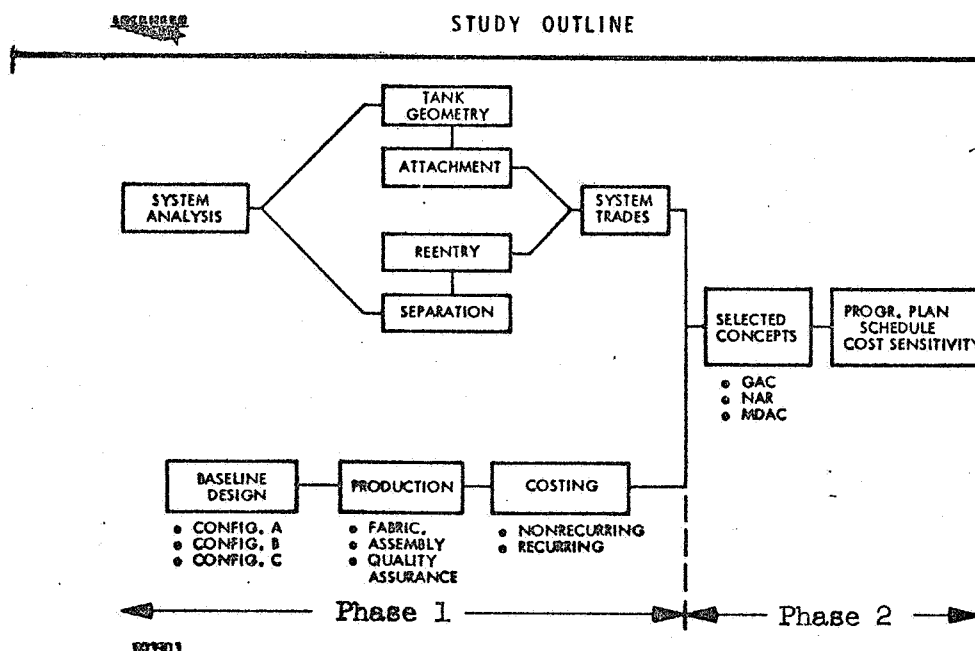 STUDY OUTLINE
TANK
GEOMETRY
ATTACHMENT
SYSTEM
ANALYSIS
SYSTEM
TRADES
REENTRY
SEPARATION
SELECTED
CONCEPTS
PROGR. PLAN
SCHEDULE
COST SENSITIVITY
• GAC
• NAR
• MDAC
BASELINE
DESIGN
PRODUCTION
COSTING
• CONFIG. A
• CONFIG. B
• CONFIG. C
• FABRIC.
• ASSEMBLY
• QUALITY
ASSURANCE
• NONRECURRING
• RECURRING
Phase 1
Phase 2